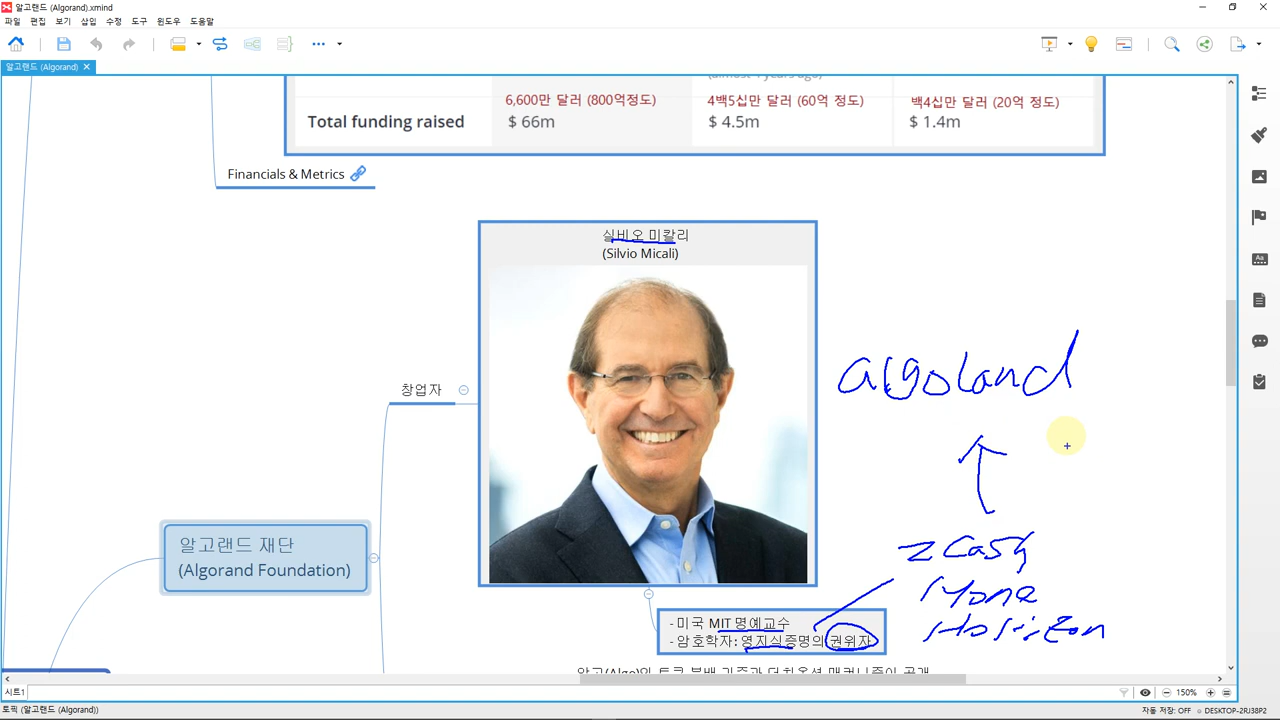 알고랜드 (Algorand).xmind
파일 편집 보기 삽입 수정 도구 윈도우 도움말
알고랜드 (Algorand)
6,600만 달러 (800억정도) 4백5십만 달러 (60억 정도) 백4십만 달러 (20억 정도)
Total funding raised $ 66m $ 4.5m $ 1.4m
Financials & Metrics
실비오 미칼리
(Silvio Micali)
algoland
창업자
알고랜드 재단
(Algorand Foundation)
zCash
Horizon
- 미국 MIT 명예교수
- 암호학자: 영지식증명의 권위자
시트1
150%
토픽 (알고랜드 (Algorand))
자동 저장: OFF DESKTOP-2RJ38P2